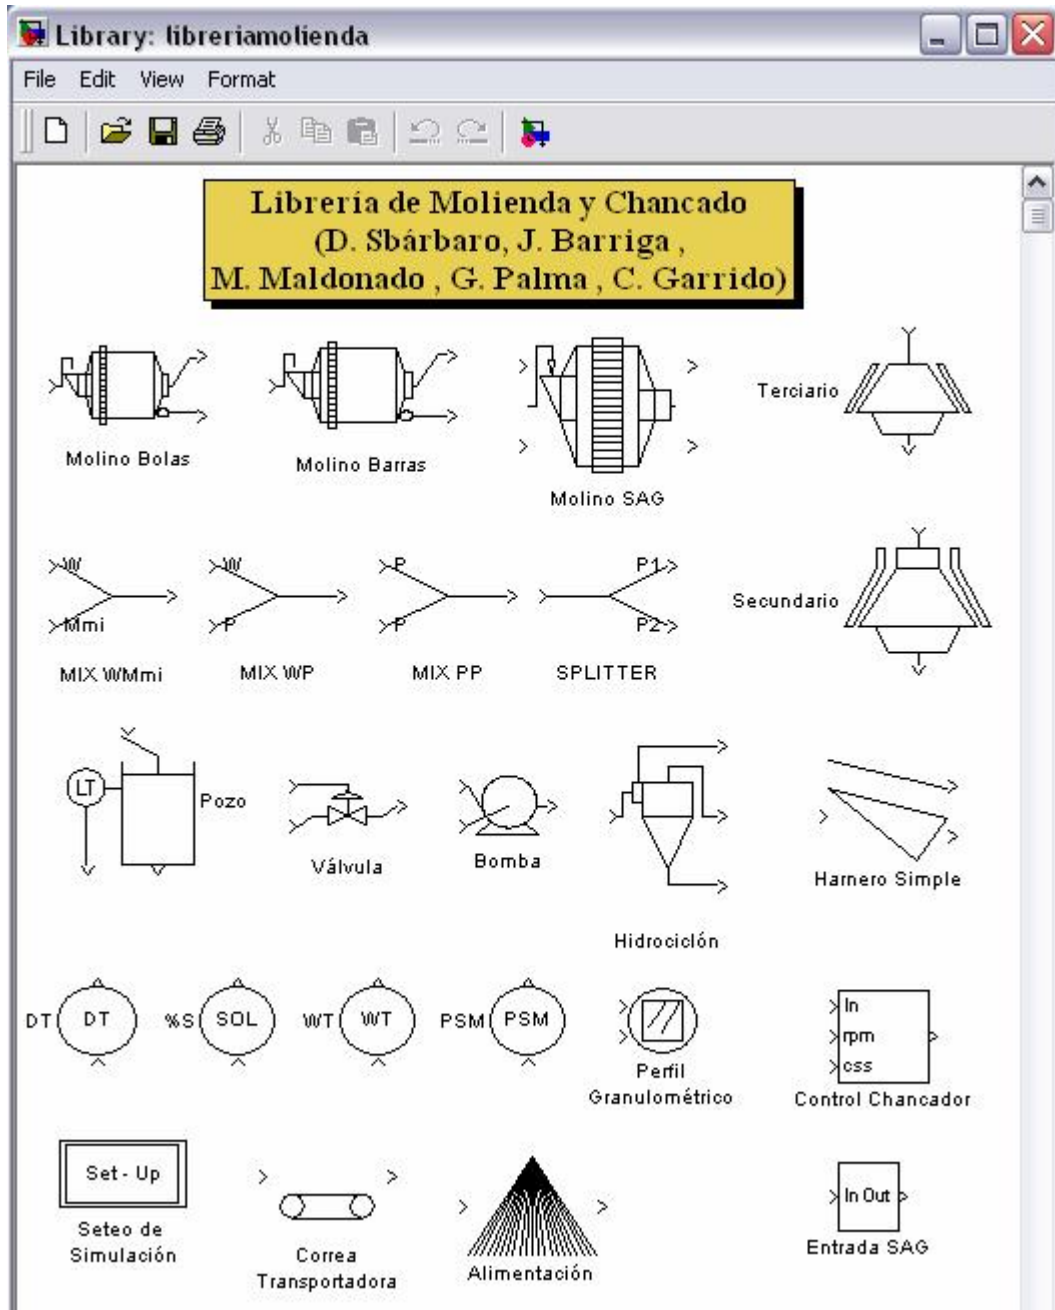 Library: libreriamolienda
File Edit View Format
Librería de Molienda y Chancado
(D. Sbárbaro, J. Barriga ,
M. Maldonado , G. Palma , C. Garrido)
Terciario
Molino Bolas
Molino Barras
Molino SAG
W
Mmi
MIX WMmi
W
P
MIX WP
P
P
MIX PP
P1
P2
SPLITTER
Secundario
LT
Pozo
Válvula
Bomba
Hidrociclón
Harnero Simple
DT DT
%S SOL
WT WT
PSM PSM
Perfil
Granulométrico
In
rpm
css
Control Chancador
Set - Up
Seteo de
Simulación
Correa
Transportadora
Alimentación
In Out
Entrada SAG